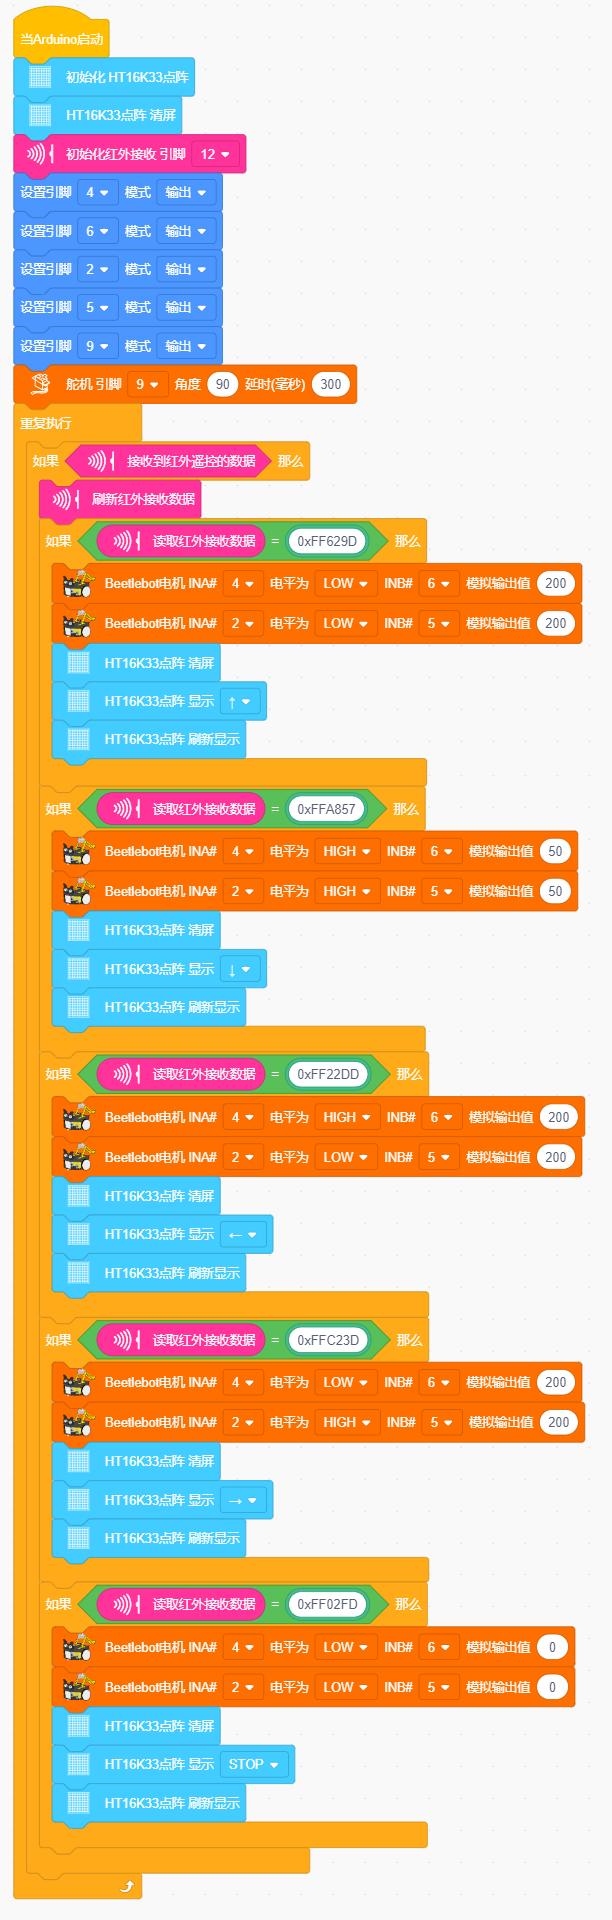 当Arduino启动
初始化 HT16K33点阵
HT16K33点阵 清屏
初始化红外接收 引脚 12
设置引脚 4 模式 输出
设置引脚 6 模式 输出
设置引脚 2 模式 输出
设置引脚 5 模式 输出
设置引脚 9 模式 输出
舵机 引脚 9 角度 90 延时(毫秒) 300
重复执行
如果 接收到红外遥控的数据 那么
刷新红外接收数据
如果 读取红外接收数据 = 0xFF629D 那么
Beetlebot电机 INA# 4 电平为 LOW INB# 6 模拟输出值 200
Beetlebot电机 INA# 2 电平为 LOW INB# 5 模拟输出值 200
HT16K33点阵 清屏
HT16K33点阵 显示 ↑
HT16K33点阵 刷新显示
如果 读取红外接收数据 = 0xFFA857 那么
Beetlebot电机 INA# 4 电平为 HIGH INB# 6 模拟输出值 50
Beetlebot电机 INA# 2 电平为 HIGH INB# 5 模拟输出值 50
HT16K33点阵 清屏
HT16K33点阵 显示 ↓
HT16K33点阵 刷新显示
如果 读取红外接收数据 = 0xFF22DD 那么
Beetlebot电机 INA# 4 电平为 HIGH INB# 6 模拟输出值 200
Beetlebot电机 INA# 2 电平为 LOW INB# 5 模拟输出值 200
HT16K33点阵 清屏
HT16K33点阵 显示 ←
HT16K33点阵 刷新显示
如果 读取红外接收数据 = 0xFFC23D 那么
Beetlebot电机 INA# 4 电平为 LOW INB# 6 模拟输出值 200
Beetlebot电机 INA# 2 电平为 HIGH INB# 5 模拟输出值 200
HT16K33点阵 清屏
HT16K33点阵 显示 →
HT16K33点阵 刷新显示
如果 读取红外接收数据 = 0xFF02FD 那么
Beetlebot电机 INA# 4 电平为 LOW INB# 6 模拟输出值 0
Beetlebot电机 INA# 2 电平为 LOW INB# 5 模拟输出值 0
HT16K33点阵 清屏
HT16K33点阵 显示 STOP
HT16K33点阵 刷新显示